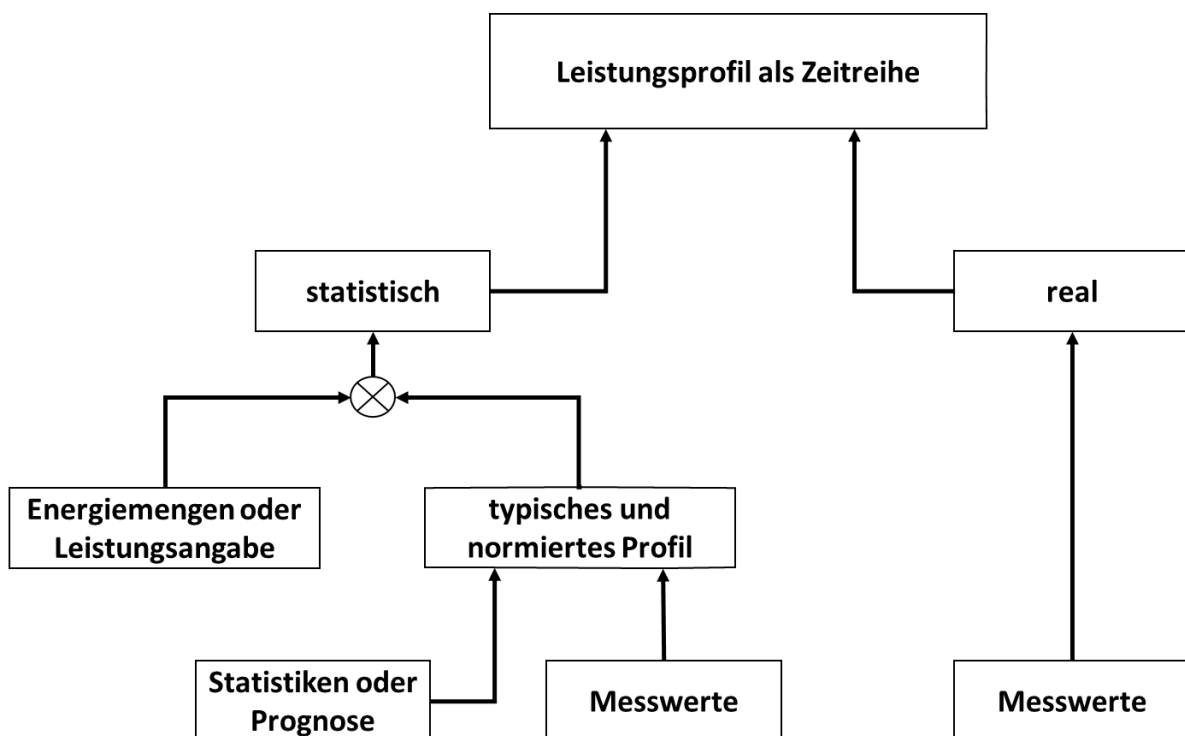 Leistungsprofil als Zeitreihe
statistisch
real
Energiemengen oder
Leistungsangabe
typisches und
normiertes Profil
Statistiken oder
Prognose
Messwerte
Messwerte